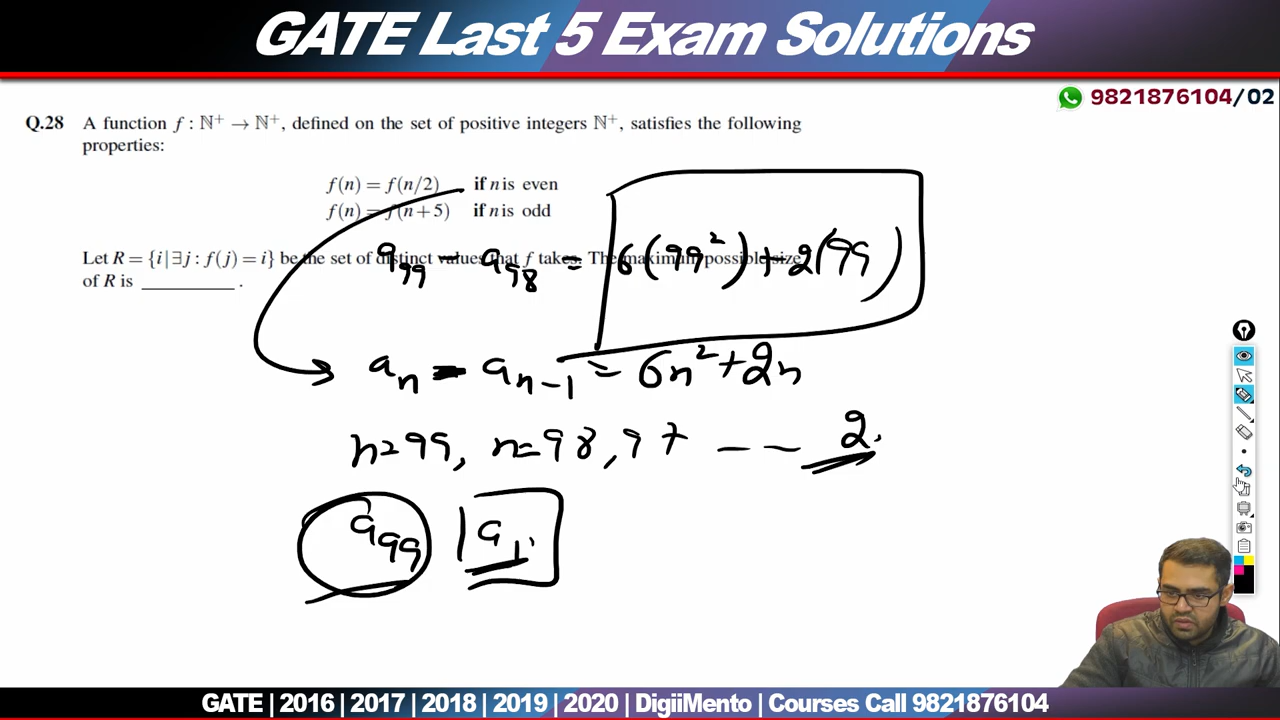 GATE Last 5 Exam Solutions
9821876104/02
Q.28 A function f : ℕ⁺ → ℕ⁺, defined on the set of positive integers ℕ⁺, satisfies the following
properties:
f(n) = f(n/2) if n is even
f(n) = f(n+5) if n is odd
Let R = {i|∃j : f(j) = i} be the set of distinct values that f takes. The maximum possible size
of R is ________ .
a₉₉ - a₉₈ = 6(99²) + 2(99)
aₙ - aₙ₋₁ = 6n² + 2n
n=99, n=98, 97 — — 2.
a₉₉ a₁.
GATE | 2016 | 2017 | 2018 | 2019 | 2020 | DigiiMento | Courses Call 9821876104